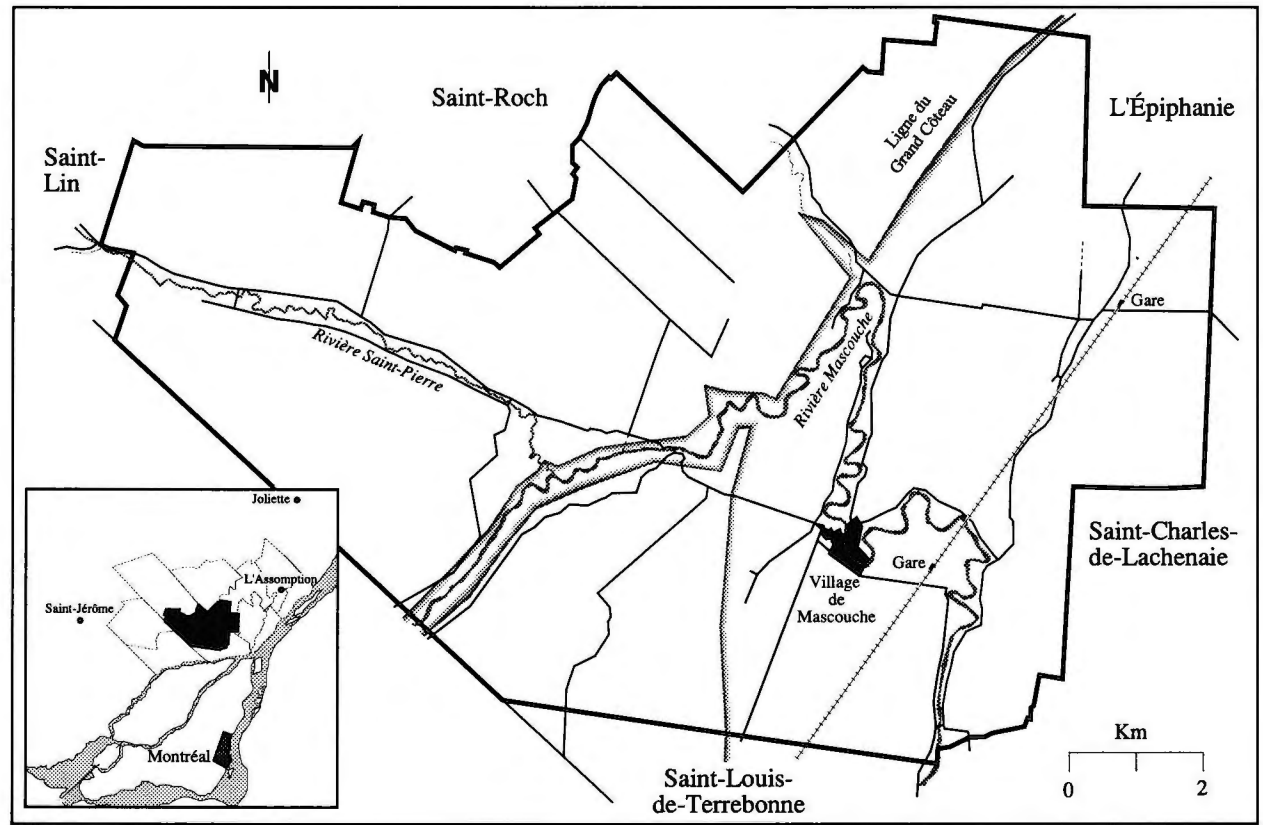 N
Saint-Roch
L'Épiphanie
Ligne du
Grand Côteau
Saint-
Lin
Gare
Rivière Saint-Pierre
Rivière Mascouche
Saint-Charles-
de-Lachenaie
Gare
Village
de
Mascouche
Joliette
L'Assomption
Saint-Jérôme
Montréal
Saint-Louis-
de-Terrebonne
Km
0 2